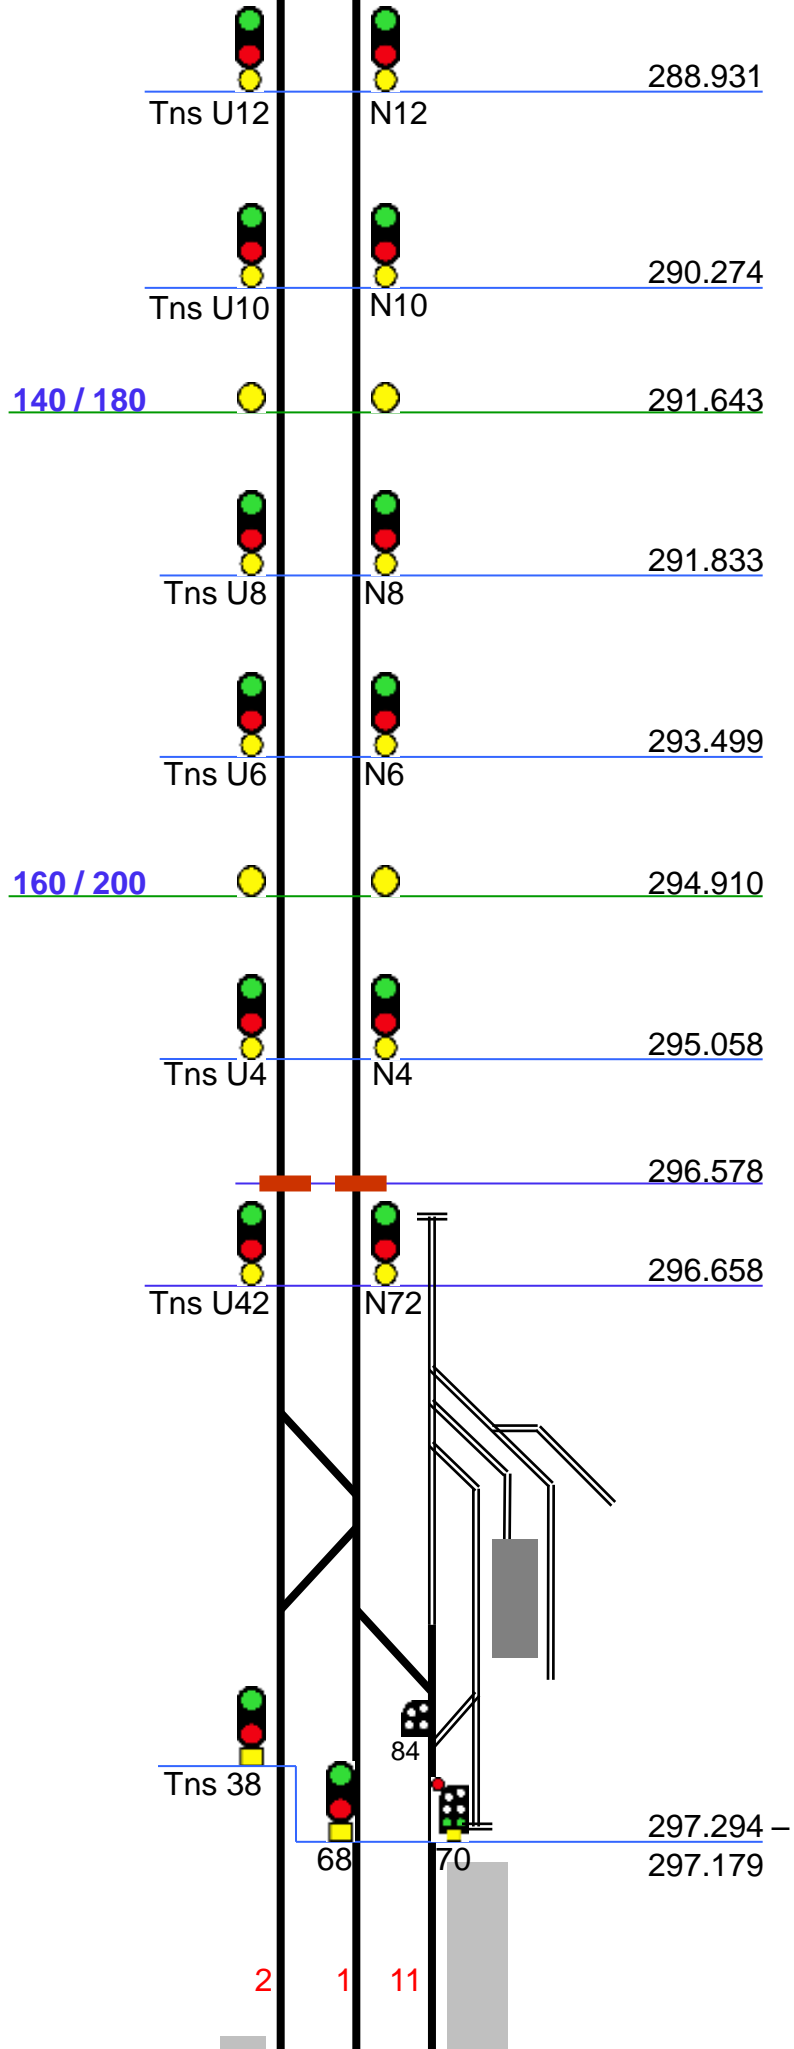 288.931
Tns U12 N12
290.274
Tns U10 N10
140 / 180 291.643
291.833
Tns U8 N8
293.499
Tns U6 N6
160 / 200 294.910
295.058
Tns U4 N4
296.578
296.658
Tns U42 N72
84
Tns 38
297.294 –
68 70 297.179
2 1 11